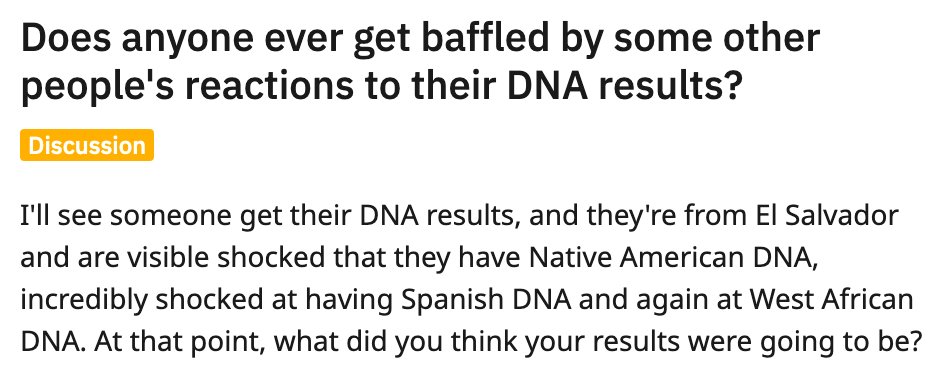 Does anyone ever get baffled by some other
people's reactions to their DNA results?
Discussion
I'll see someone get their DNA results, and they're from El Salvador
and are visible shocked that they have Native American DNA,
incredibly shocked at having Spanish DNA and again at West African
DNA. At that point, what did you think your results were going to be?